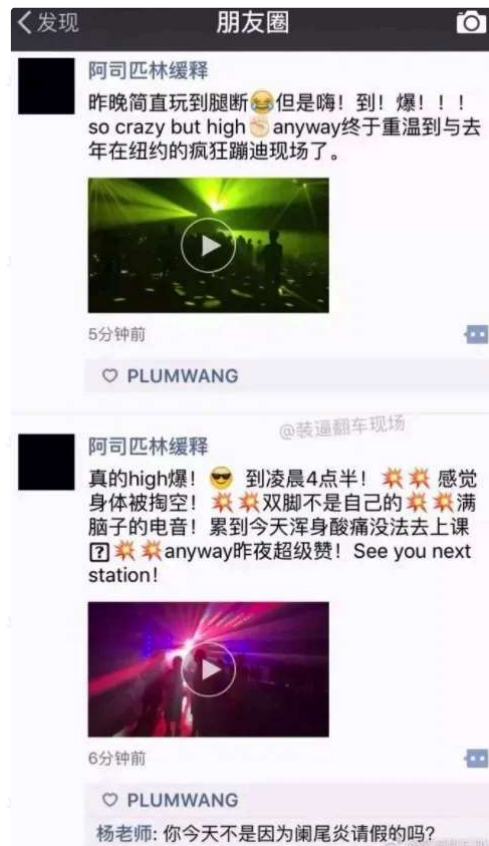 发现
朋友圈
阿司匹林缓释
昨晚简直玩到腿断😂但是嗨！到！爆！！！
so crazy but high✊🏻anyway终于重温到与去
年在纽约的疯狂蹦迪现场了。
5分钟前
♡ PLUMWANG
@装逼翻车现场
阿司匹林缓释
真的high爆！😎 到凌晨4点半！💥💥感觉
身体被掏空！💥💥双脚不是自己的💥💥满
脑子的电音！累到今天浑身酸痛没法去上课
⍰💥💥anyway昨夜超级赞！See you next
station！
6分钟前
♡ PLUMWANG
杨老师: 你今天不是因为阑尾炎请假的吗？